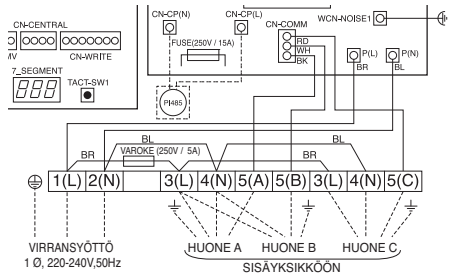 CN-CP(N)
CN-CP(L)
CN-COMM
WCN-NOISE1
CN-CENTRAL
MV
CN-WRITE
FUSE(250V / 15A)
RD
WH
BK
P(L)
P(N)
BR
BL
7_SEGMENT
TACT-SW1
PI485
BL
BL
BR
VAROKE (250V / 5A)
BR
1(L) 2(N) 3(L) 4(N) 5(A) 4(N) 5(B) 3(L) 4(N) 5(C)
VIRRANSYÖTTÖ
1 Ø, 220-240V,50Hz
HUONE A
HUONE B
HUONE C
SISÄYKSIKKÖÖN